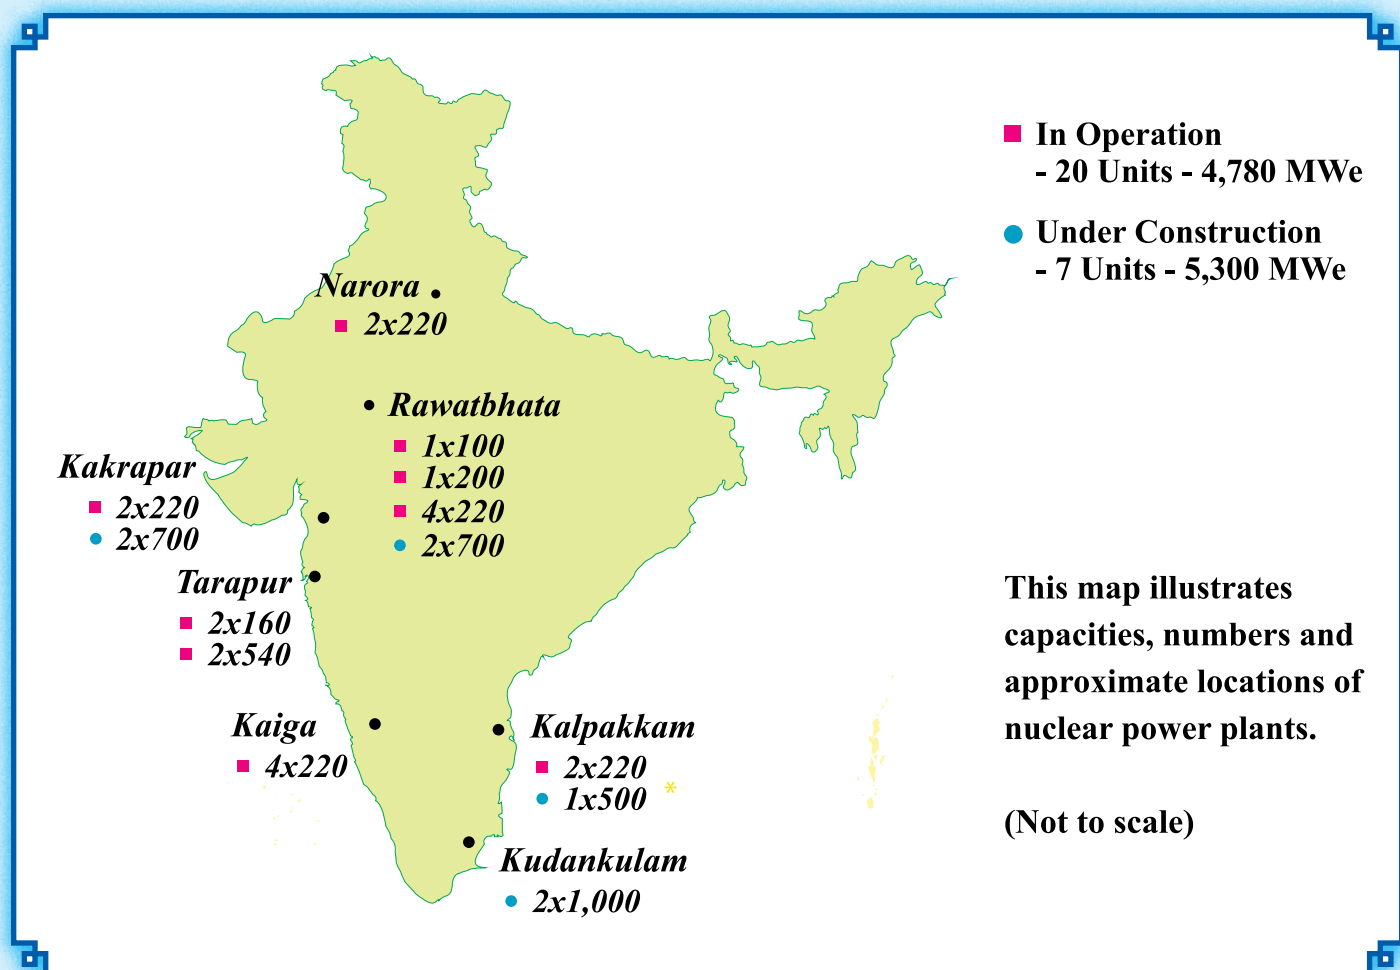 In Operation
- 20 Units - 4,780 MWe
Under Construction
- 7 Units - 5,300 MWe
Narora
2x220
Rawatbhata
1x100
1x200
4x220
2x700
Kakrapar
2x220
2x700
Tarapur
2x160
2x540
Kaiga
4x220
Kalpakkam
2x220
1x500 *
Kudankulam
2x1,000
This map illustrates
capacities, numbers and
approximate locations of
nuclear power plants.
(Not to scale)